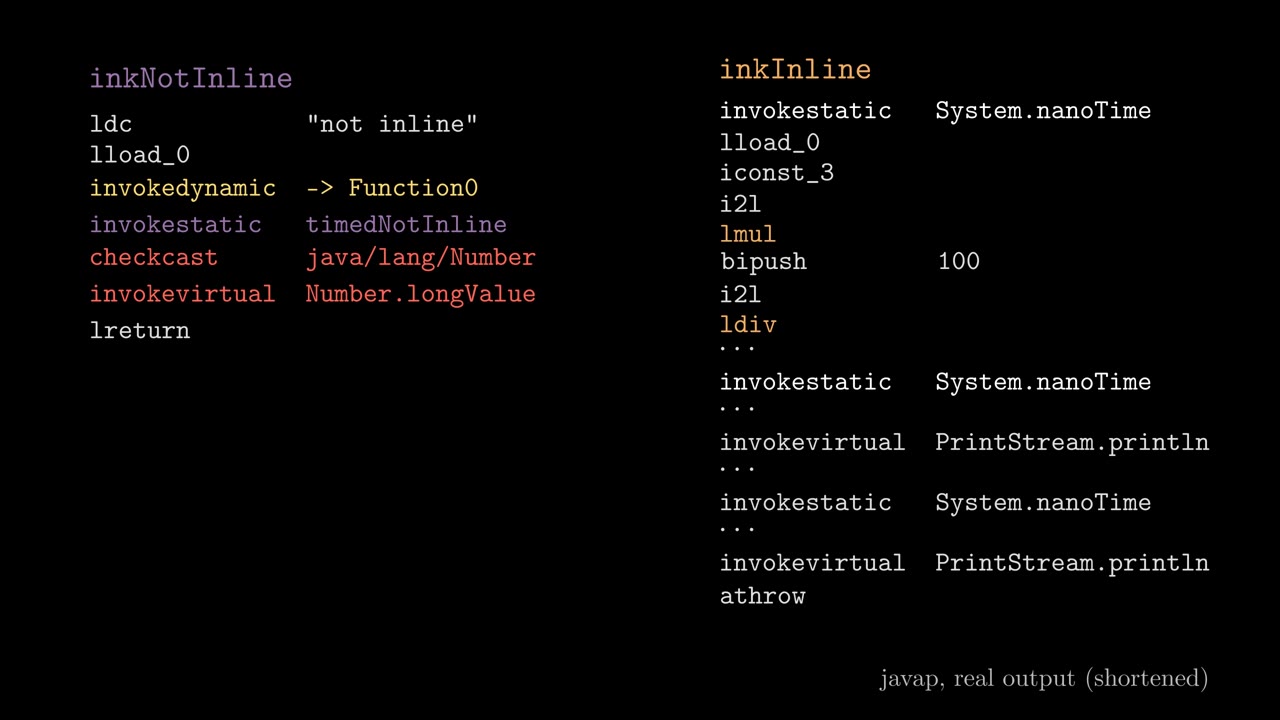 inkNotInline
ldc "not inline"
lload_0
invokedynamic -> Function0
invokestatic timedNotInline
checkcast java/lang/Number
invokevirtual Number.longValue
lreturn
inkInline
invokestatic System.nanoTime
lload_0
iconst_3
i2l
lmul
bipush 100
i2l
ldiv
...
invokestatic System.nanoTime
...
invokevirtual PrintStream.println
...
invokestatic System.nanoTime
...
invokevirtual PrintStream.println
athrow
javap, real output (shortened)